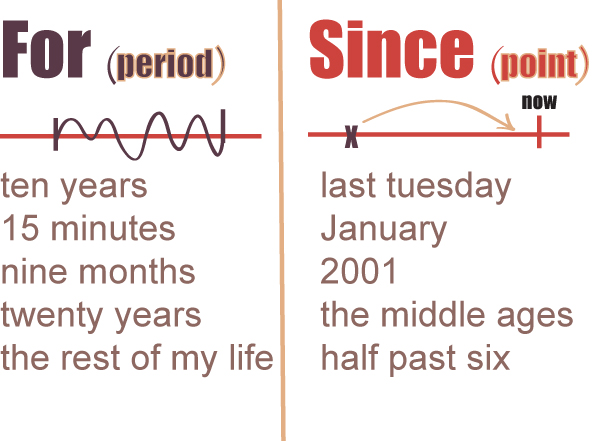 For (period)
ten years
15 minutes
nine months
twenty years
the rest of my life
Since (point)
now
x
last tuesday
January
2001
the middle ages
half past six